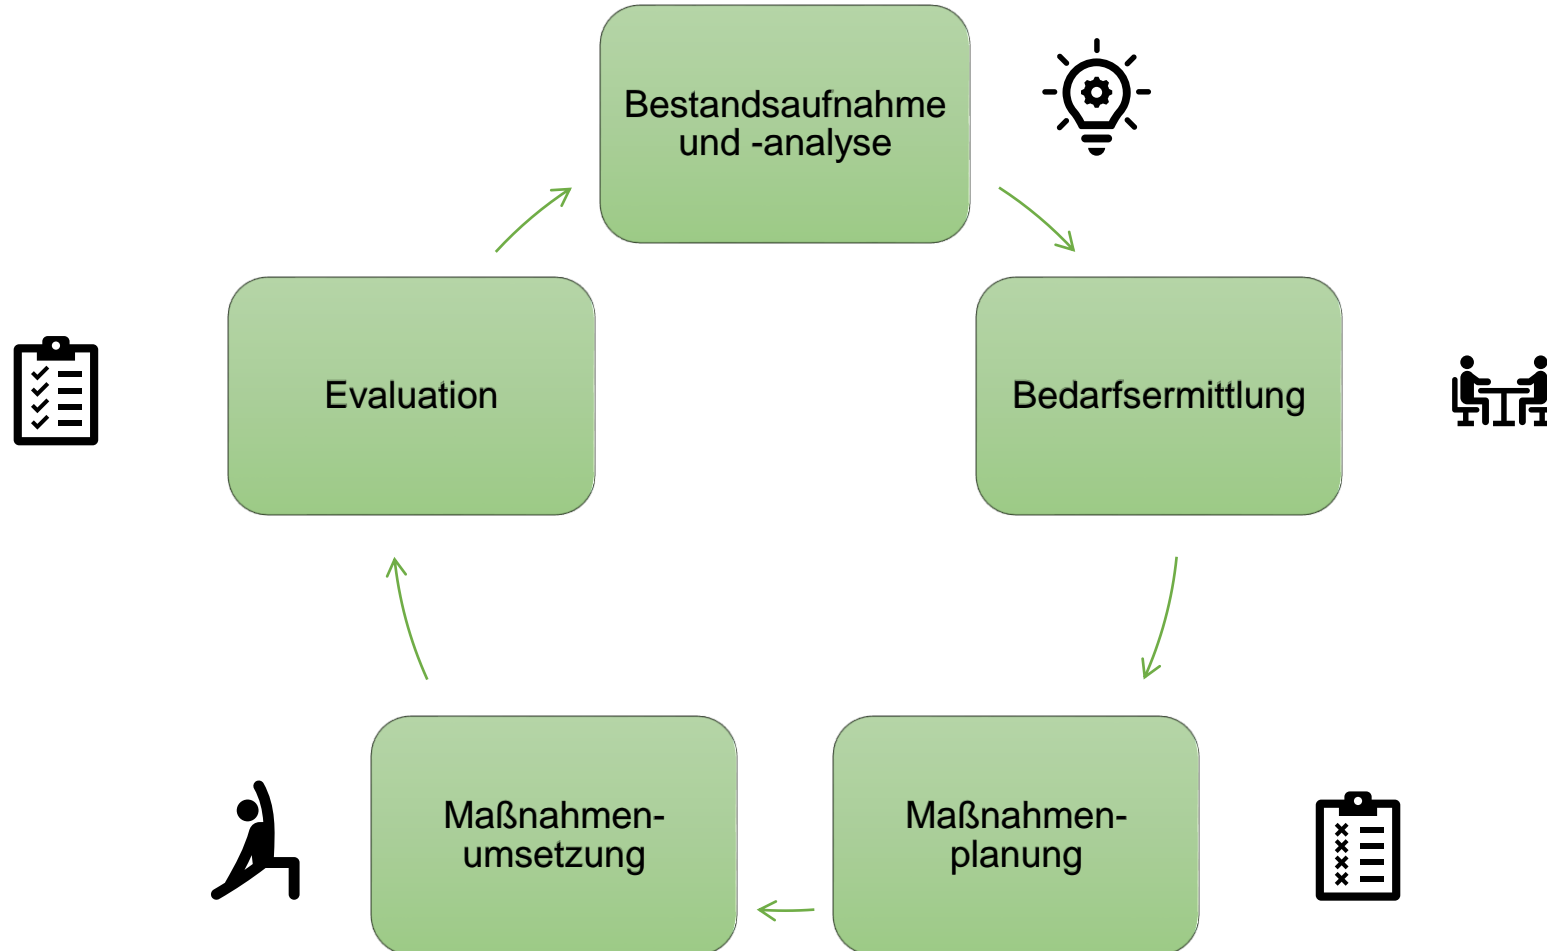 Bestandsaufnahme
und -analyse
Bedarfsermittlung
Maßnahmen-
planung
Maßnahmen-
umsetzung
Evaluation